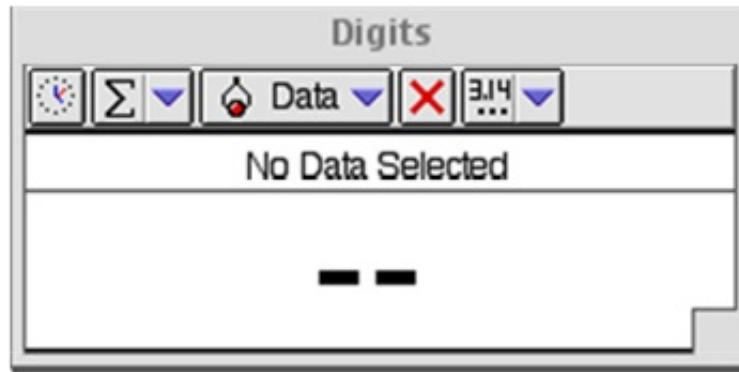 Digits
Σ Data 3.14
No Data Selected
--